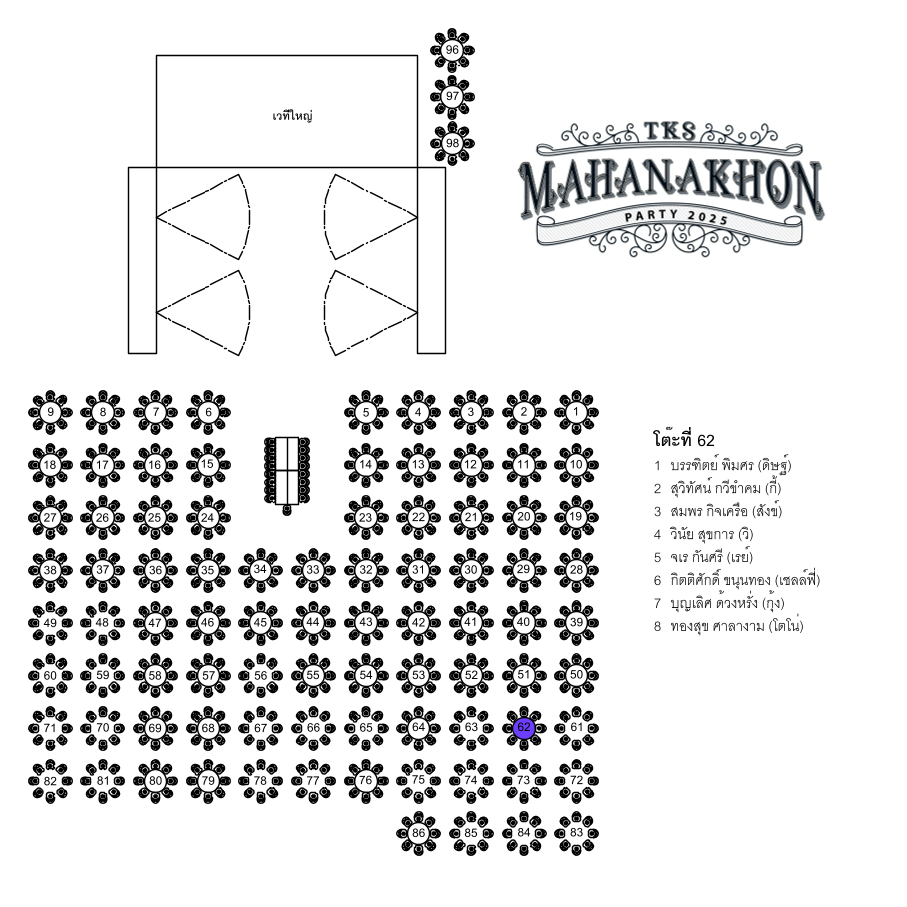 96
97
98
เวทีใหญ่
TKS
MAHANAKHON
PARTY 2025
9 8 7 6 5 4 3 2 1
18 17 16 15 14 13 12 11 10
27 26 25 24 23 22 21 20 19
38 37 36 35 34 33 32 31 30 29 28
49 48 47 46 45 44 43 42 41 40 39
60 59 58 57 56 55 54 53 52 51 50
71 70 69 68 67 66 65 64 63 62 61
82 81 80 79 78 77 76 75 74 73 72
86 85 84 83
โต๊ะที่ 62
1 บรรฑิตย์ พิมศร (ดิษฐ์)
2 สุวิทัศน์ กวีขำคม (กี้)
3 สมพร กิจเครือ (สังข์)
4 วินัย สุขการ (วิ)
5 จเร กันศรี (เรย์)
6 กิตติศักดิ์ ขนุนทอง (เชลล์ฟี่)
7 บุญเลิศ ด้วงหรั่ง (กุ้ง)
8 ทองสุข ศาลางาม (โตโน่)